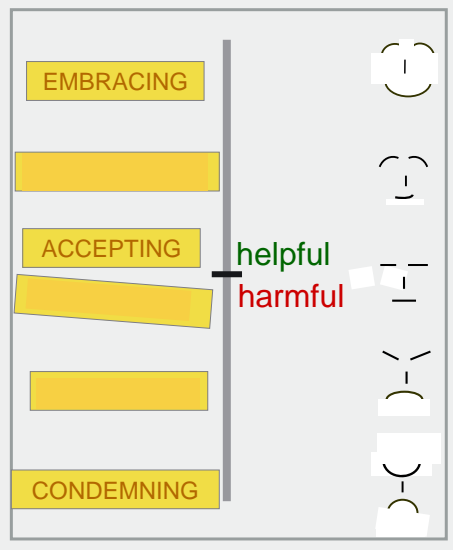 EMBRACING
ACCEPTING
helpful
harmful
CONDEMNING